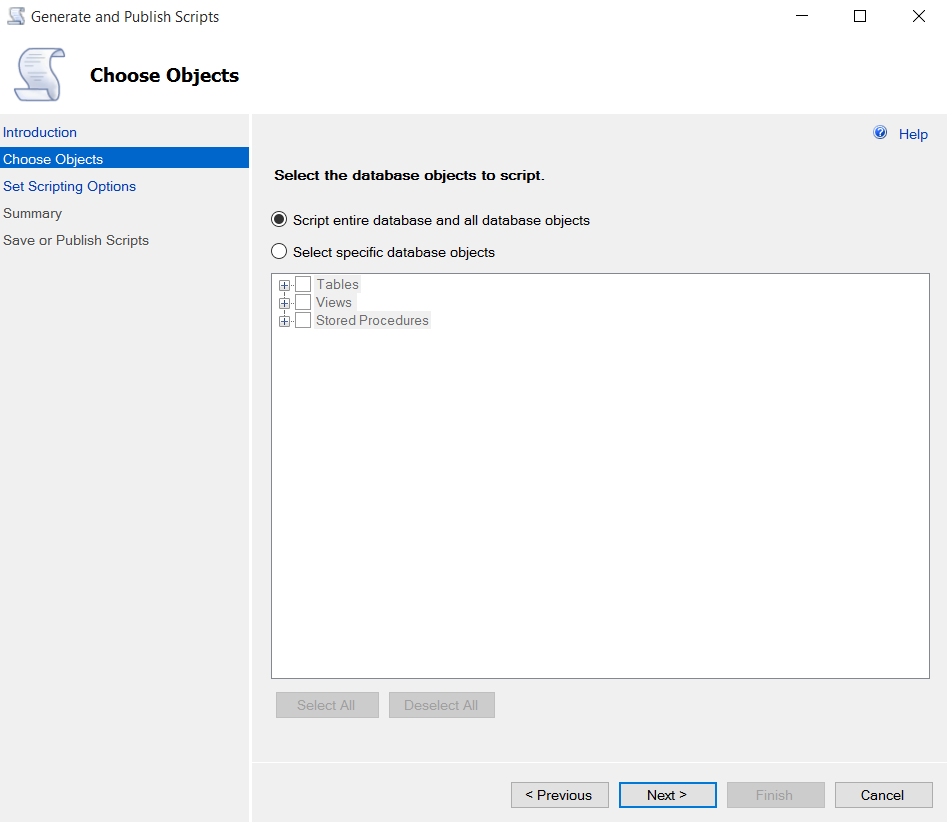 Generate and Publish Scripts
Choose Objects
Introduction
Choose Objects
Set Scripting Options
Summary
Save or Publish Scripts
Help
Select the database objects to script.
Script entire database and all database objects
Select specific database objects
Tables
Views
Stored Procedures
Select All
Deselect All
< Previous
Next >
Finish
Cancel